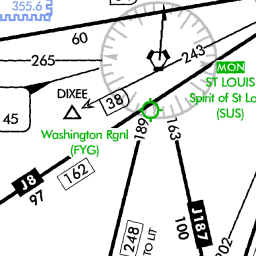 355.6
60
265
243
MON
ST LOUIS
Spirit of St Lo
(SUS)
DIXEE
38
45
Washington Rgnl
(FYG)
189
163
J8
97
162
J187
100
248
TO LIT
202